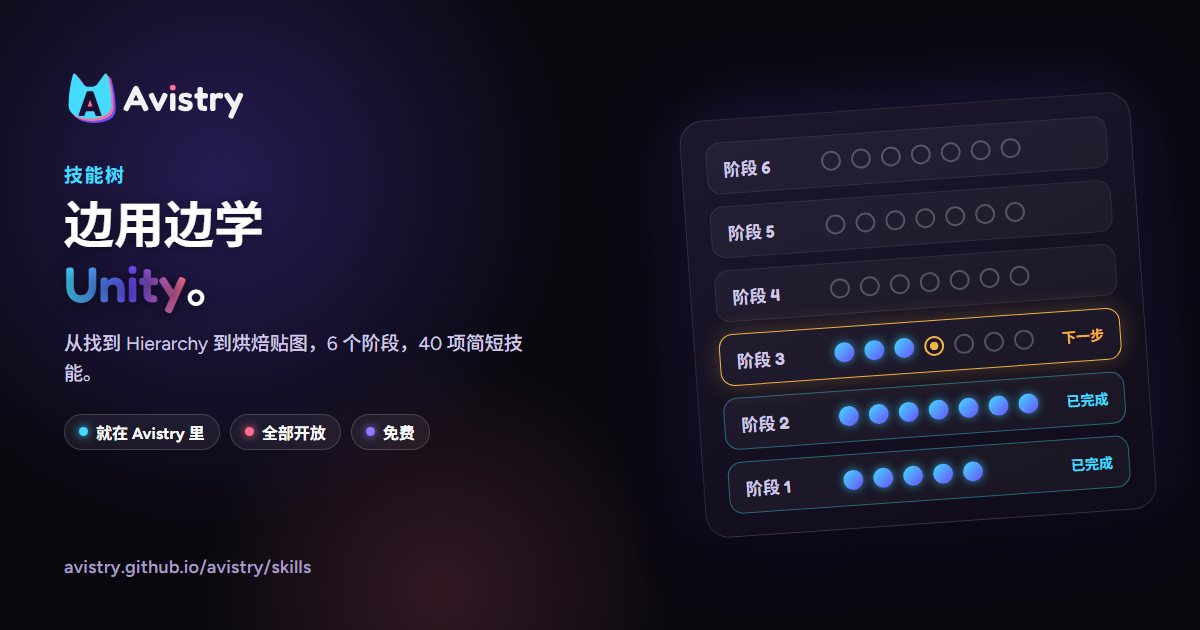 Avistry
技能树
边用边学
Unity。
从找到 Hierarchy 到烘焙贴图，6 个阶段，40 项简短技
能。
就在 Avistry 里
全部开放
免费
avistry.github.io/avistry/skills
阶段 6
阶段 5
阶段 4
阶段 3 下一步
阶段 2 已完成
阶段 1 已完成